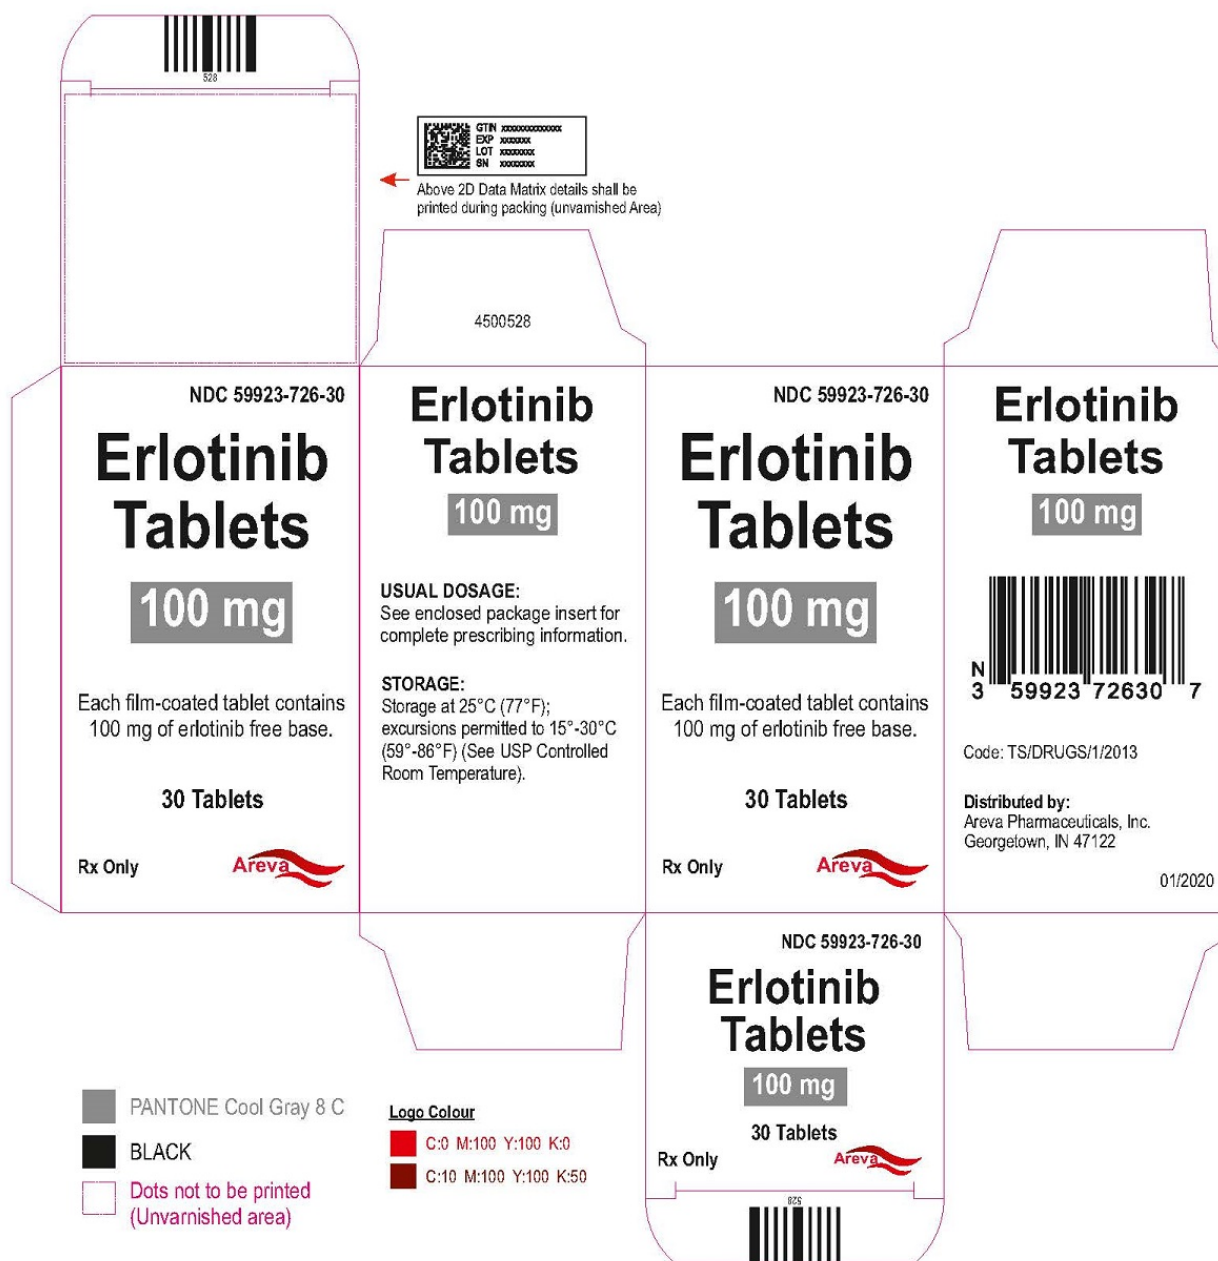 528
GTIN xxxxxxxxxxxxxx
EXP xxxxxxx
LOT xxxxxxxx
SN xxxxxxxx
Above 2D Data Matrix details shall be
printed during packing (unvarnished Area)
4500528
NDC 59923-726-30
Erlotinib
Tablets
100 mg
Each film-coated tablet contains
100 mg of erlotinib free base.
30 Tablets
Rx Only
Areva
Erlotinib
Tablets
100 mg
USUAL DOSAGE:
See enclosed package insert for
complete prescribing information.
STORAGE:
Storage at 25°C (77°F);
excursions permitted to 15°-30°C
(59°-86°F) (See USP Controlled
Room Temperature).
NDC 59923-726-30
Erlotinib
Tablets
100 mg
Each film-coated tablet contains
100 mg of erlotinib free base.
30 Tablets
Rx Only
Areva
Erlotinib
Tablets
100 mg
N
3 59923 72630 7
Code: TS/DRUGS/1/2013
Distributed by:
Areva Pharmaceuticals, Inc.
Georgetown, IN 47122
01/2020
NDC 59923-726-30
Erlotinib
Tablets
100 mg
30 Tablets
Rx Only
Areva
528
PANTONE Cool Gray 8 C
BLACK
Dots not to be printed
(Unvarnished area)
Logo Colour
C:0 M:100 Y:100 K:0
C:10 M:100 Y:100 K:50